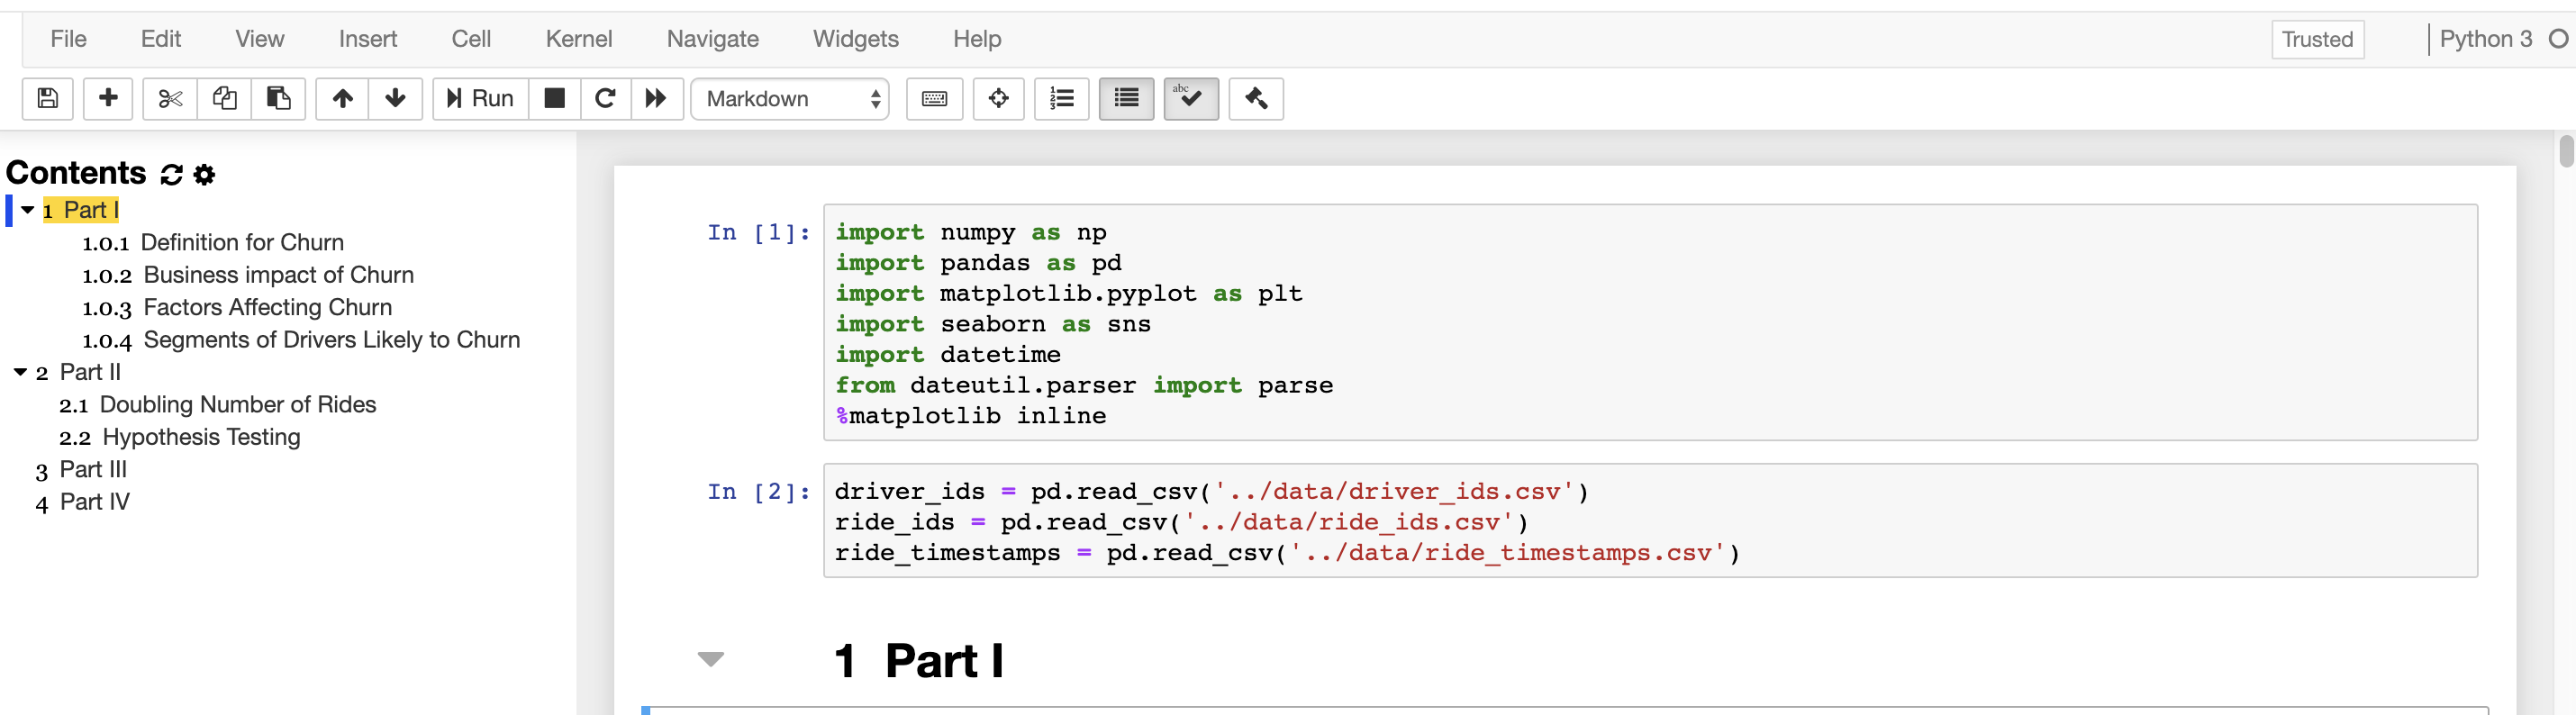 File Edit View Insert Cell Kernel Navigate Widgets Help Trusted Python 3
Run Markdown abc
Contents
1 Part I
1.0.1 Definition for Churn
1.0.2 Business impact of Churn
1.0.3 Factors Affecting Churn
1.0.4 Segments of Drivers Likely to Churn
2 Part II
2.1 Doubling Number of Rides
2.2 Hypothesis Testing
3 Part III
4 Part IV
In [1]:
import numpy as np
import pandas as pd
import matplotlib.pyplot as plt
import seaborn as sns
import datetime
from dateutil.parser import parse
%matplotlib inline
In [2]:
driver_ids = pd.read_csv('../data/driver_ids.csv')
ride_ids = pd.read_csv('../data/ride_ids.csv')
ride_timestamps = pd.read_csv('../data/ride_timestamps.csv')
1 Part I